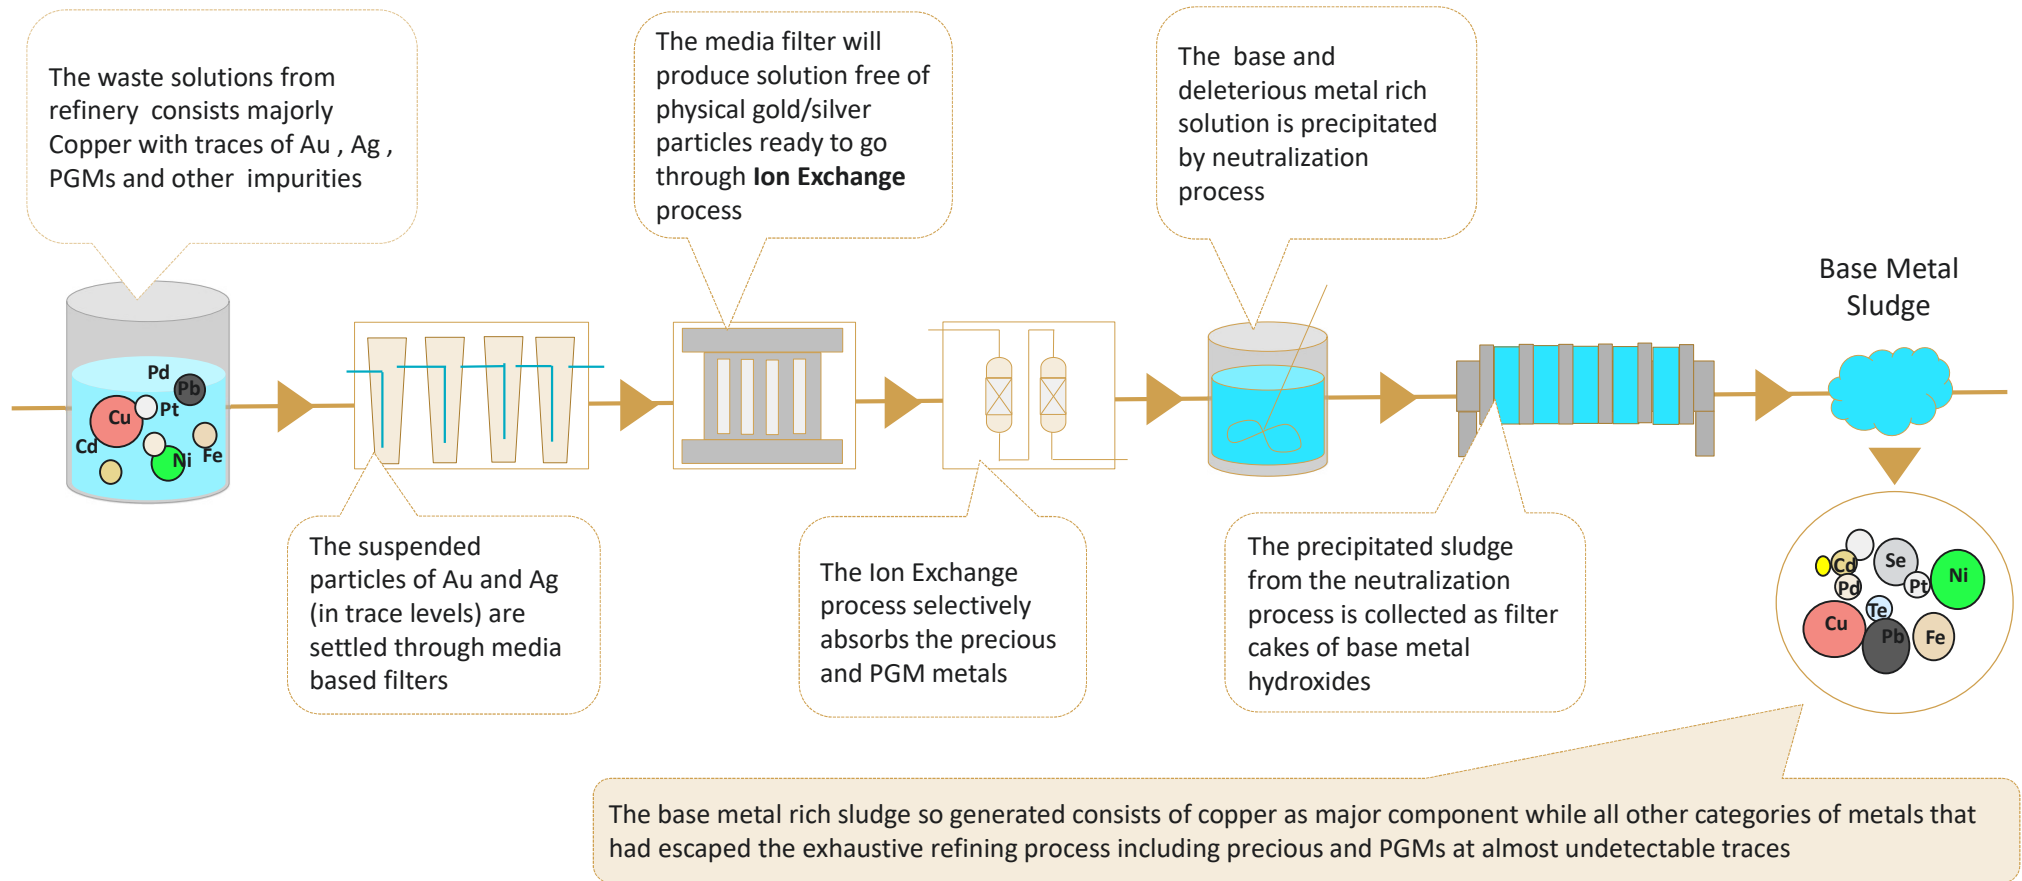 The waste solutions from
refinery  consists majorly
Copper with traces of Au , Ag ,
PGMs and other  impurities
The media filter will
produce solution free of
physical gold/silver
particles ready to go
through Ion Exchange
process
The  base and
deleterious metal rich
solution is precipitated
by neutralization
process
Base Metal
Sludge
Pd
Pb
Pt
Cu
Cd
Ni
Fe
The suspended
particles of Au and Ag
(in trace levels) are
settled through media
based filters
The Ion Exchange
process selectively
absorbs the precious
and PGM metals
The precipitated sludge
from the neutralization
process is collected as filter
cakes of base metal
hydroxides
Se
Cd
Ni
Pd
Pt
Te
Cu
Pb
Fe
The base metal rich sludge so generated consists of copper as major component while all other categories of metals that
had escaped the exhaustive refining process including precious and PGMs at almost undetectable traces